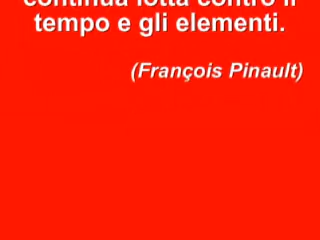 continua lotta contro il
tempo e gli elementi.
(François Pinault)